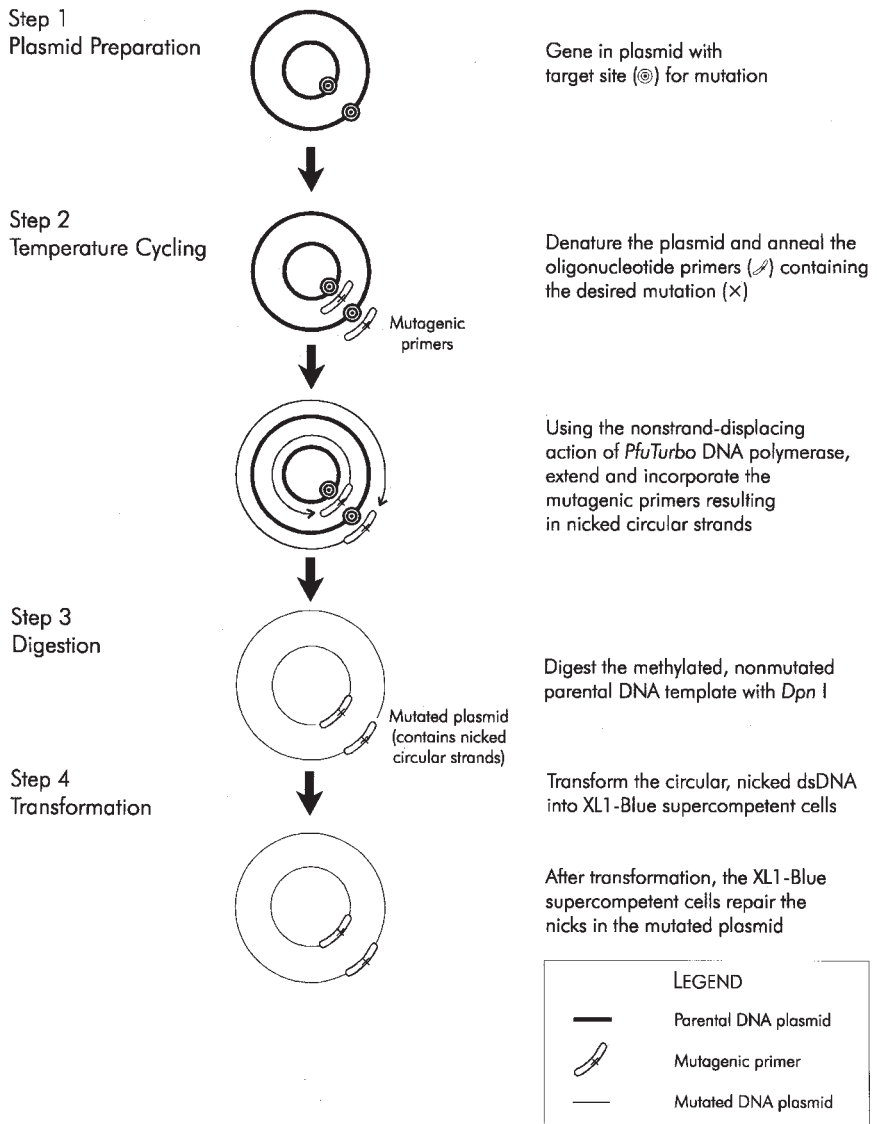 Step 1
Plasmid Preparation
Gene in plasmid with
target site (◎) for mutation
Step 2
Temperature Cycling
Denature the plasmid and anneal the
oligonucleotide primers () containing
the desired mutation (×)
Mutagenic
primers
Using the nonstrand-displacing
action of PfuTurbo DNA polymerase,
extend and incorporate the
mutagenic primers resulting
in nicked circular strands
Step 3
Digestion
Digest the methylated, nonmutated
parental DNA template with Dpn I
Mutated plasmid
(contains nicked
circular strands)
Step 4
Transformation
Transform the circular, nicked dsDNA
into XL1-Blue supercompetent cells
After transformation, the XL1-Blue
supercompetent cells repair the
nicks in the mutated plasmid
LEGEND
Parental DNA plasmid
Mutagenic primer
Mutated DNA plasmid